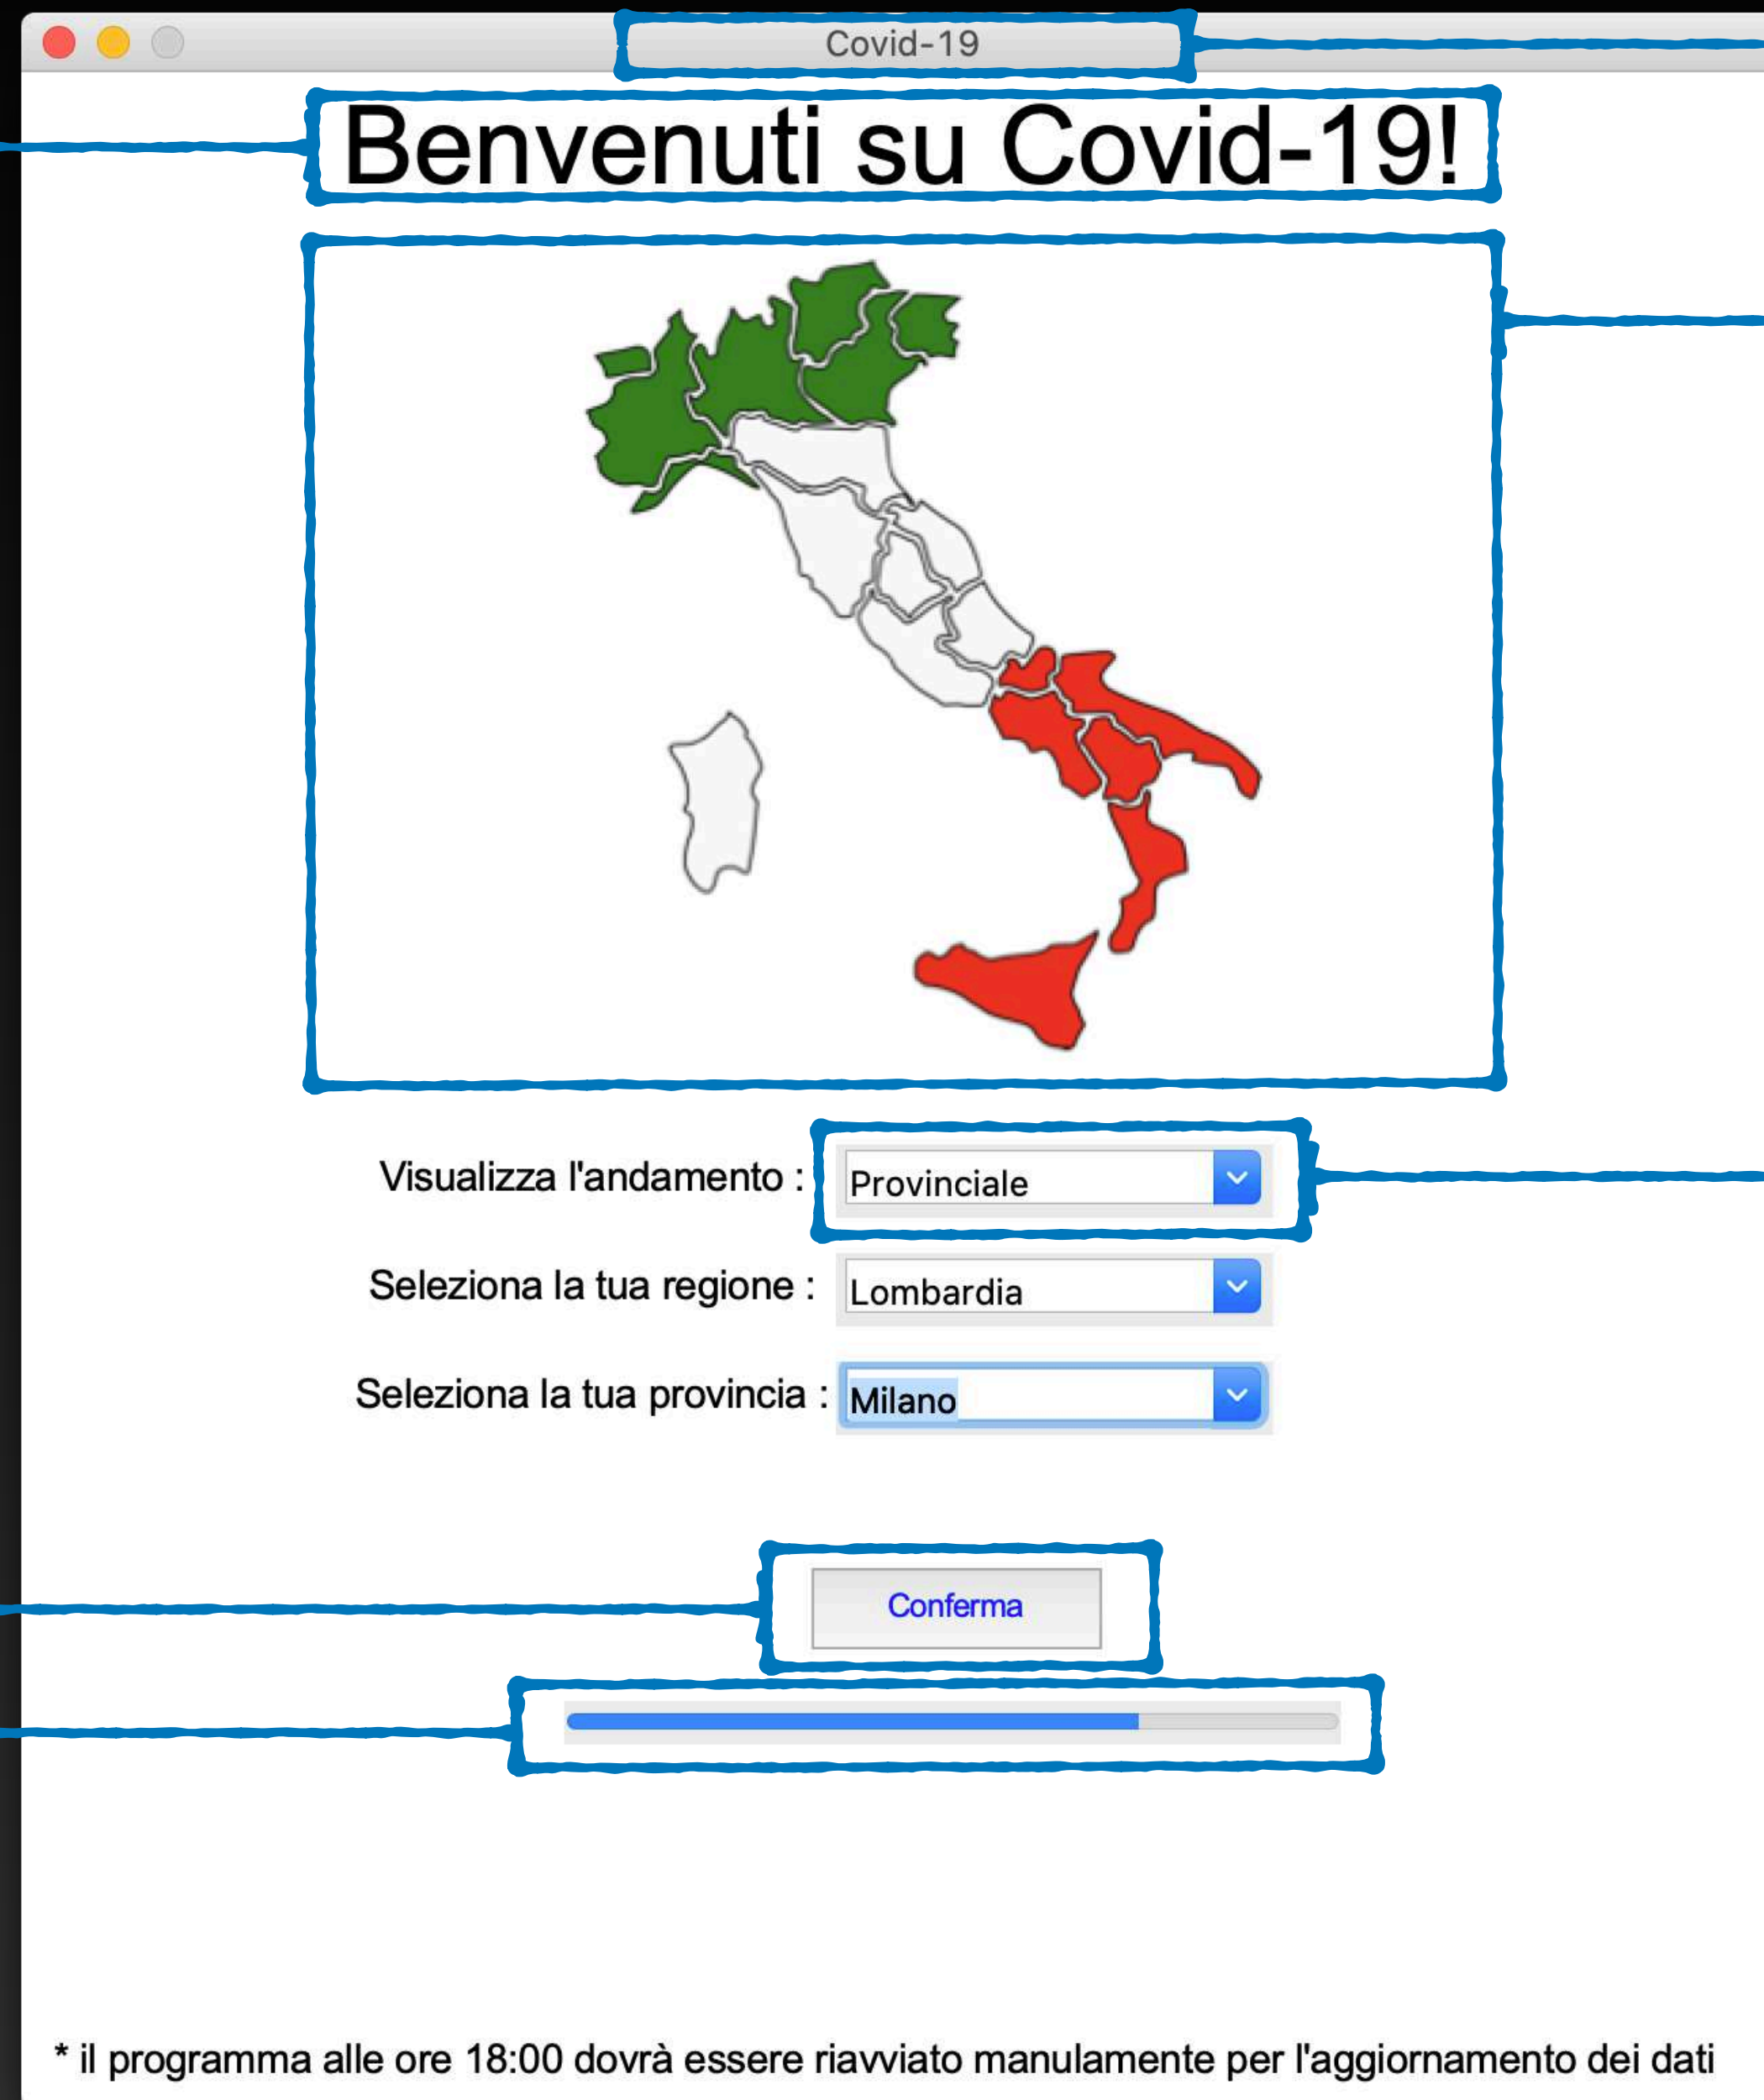 Covid-19
Benvenuti su Covid-19!
Visualizza l'andamento : Provinciale
Seleziona la tua regione : Lombardia
Seleziona la tua provincia : Milano
Conferma
* il programma alle ore 18:00 dovrà essere riavviato manulamente per l'aggiornamento dei dati